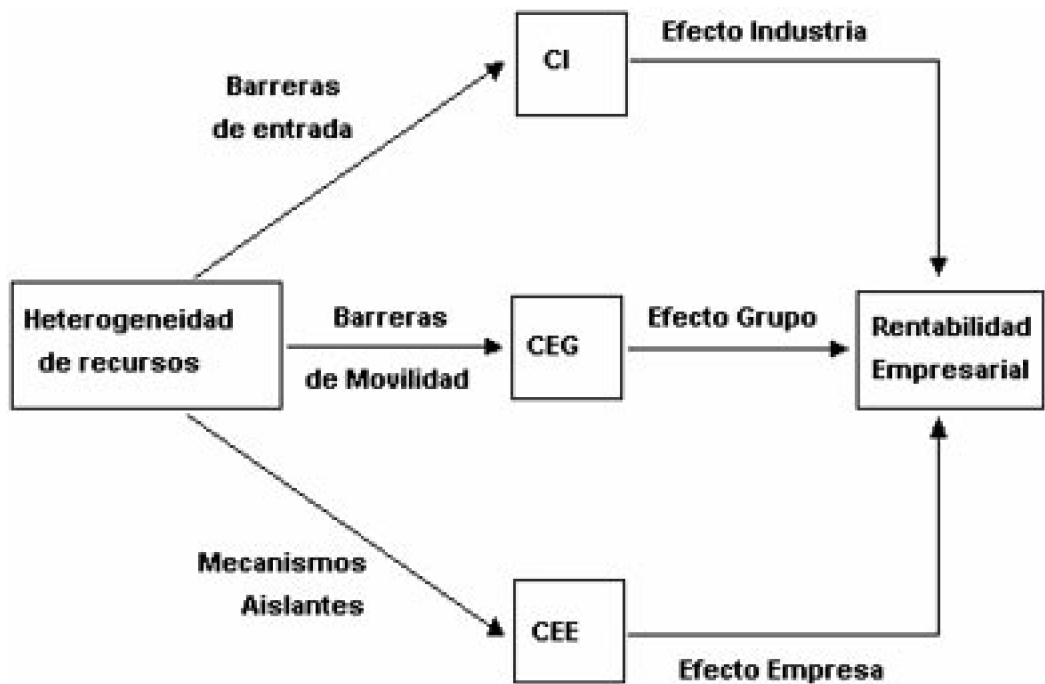 CI
Efecto Industria
Barreras
de entrada
Heterogeneidad
de recursos
Barreras
de Movilidad
CEG
Efecto Grupo
Rentabilidad
Empresarial
Mecanismos
Aislantes
CEE
Efecto Empresa